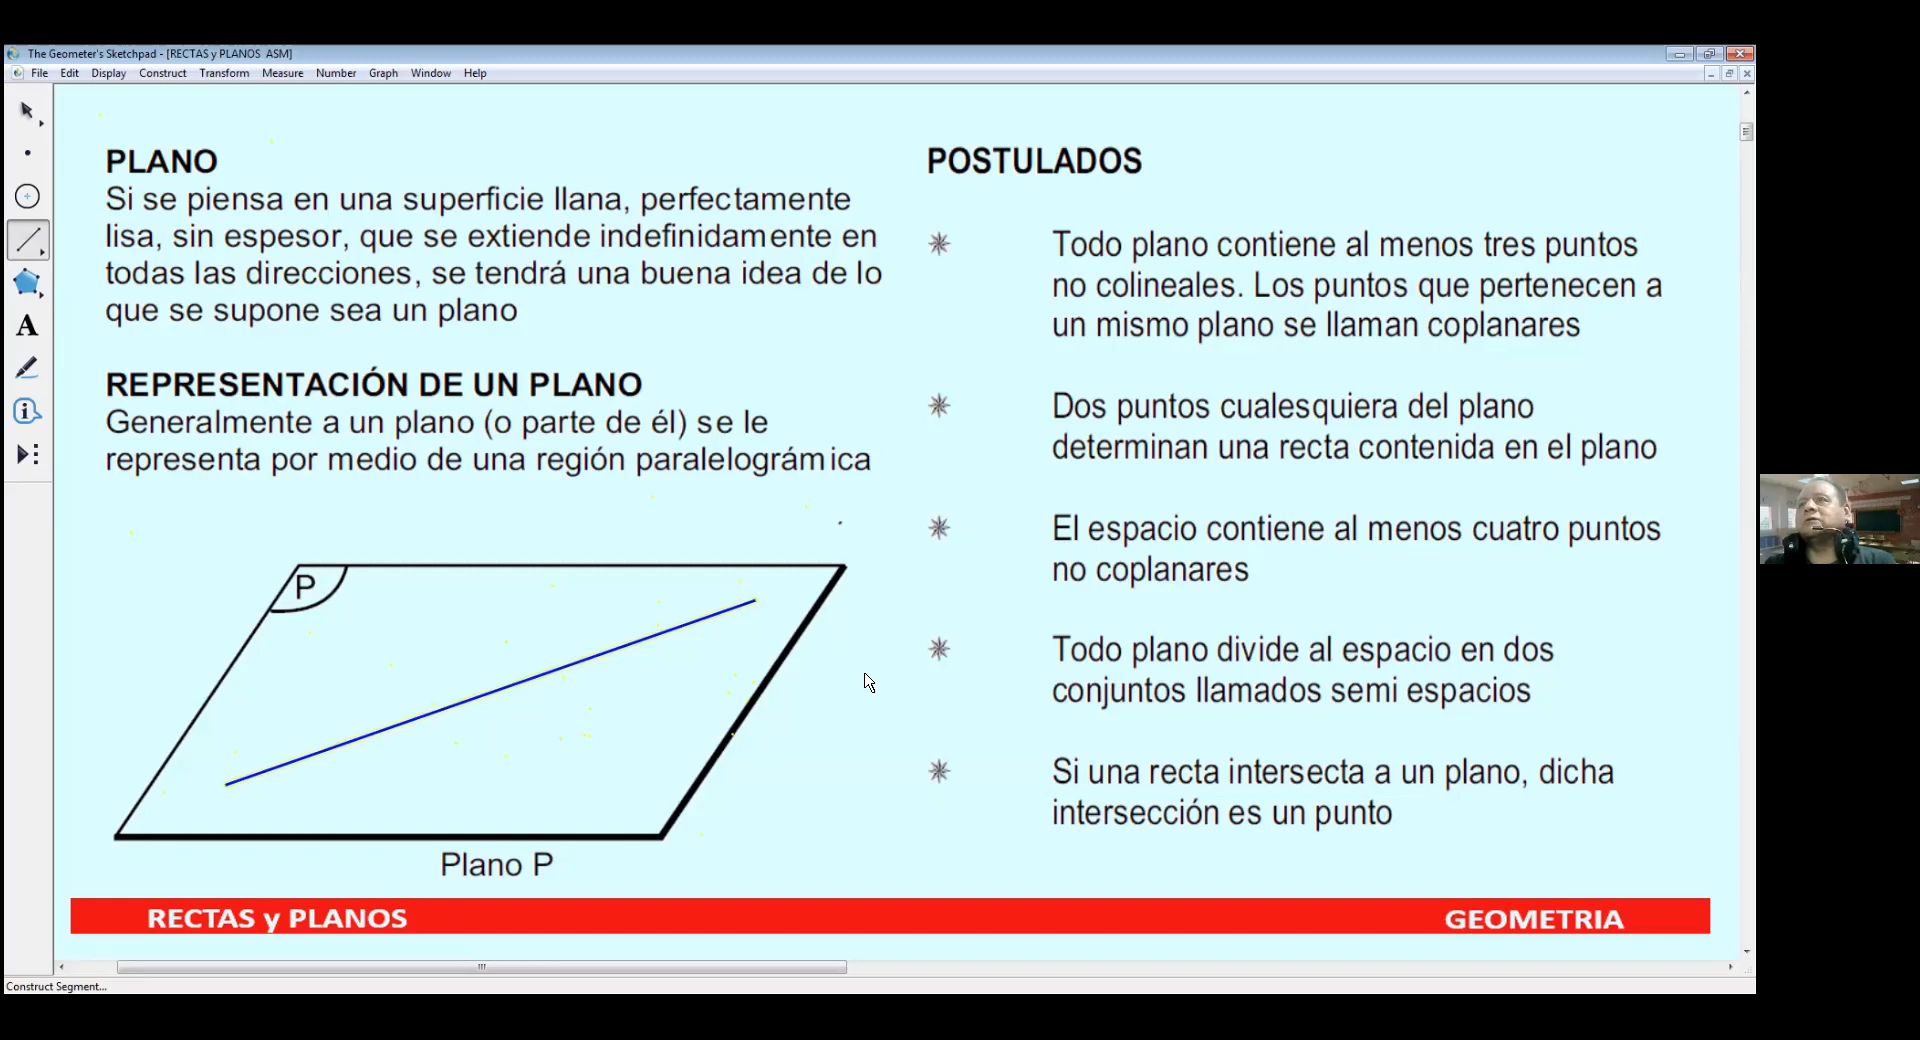 The Geometer's Sketchpad - [RECTAS y PLANOS ASM]
File Edit Display Construct Transform Measure Number Graph Window Help
PLANO
Si se piensa en una superficie llana, perfectamente
lisa, sin espesor, que se extiende indefinidamente en
todas las direcciones, se tendrá una buena idea de lo
que se supone sea un plano
REPRESENTACIÓN DE UN PLANO
Generalmente a un plano (o parte de él) se le
representa por medio de una región paralelográmica
P
Plano P
POSTULADOS
Todo plano contiene al menos tres puntos
no colineales. Los puntos que pertenecen a
un mismo plano se llaman coplanares
Dos puntos cualesquiera del plano
determinan una recta contenida en el plano
El espacio contiene al menos cuatro puntos
no coplanares
Todo plano divide al espacio en dos
conjuntos llamados semi espacios
Si una recta intersecta a un plano, dicha
intersección es un punto
RECTAS y PLANOS
GEOMETRIA
Construct Segment...